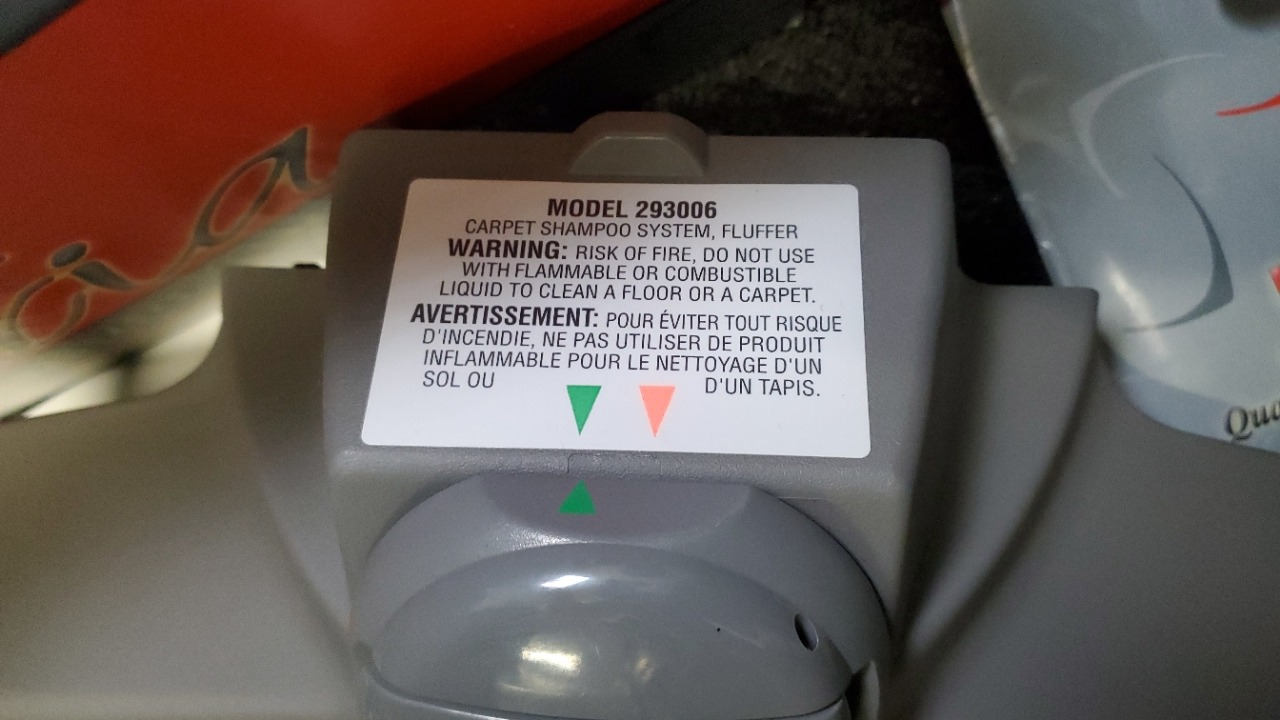 MODEL 293006
CARPET SHAMPOO SYSTEM, FLUFFER
WARNING: RISK OF FIRE, DO NOT USE
WITH FLAMMABLE OR COMBUSTIBLE
LIQUID TO CLEAN A FLOOR OR A CARPET.
AVERTISSEMENT: POUR ÉVITER TOUT RISQUE
D'INCENDIE, NE PAS UTILISER DE PRODUIT
INFLAMMABLE POUR LE NETTOYAGE D'UN
SOL OU D'UN TAPIS.